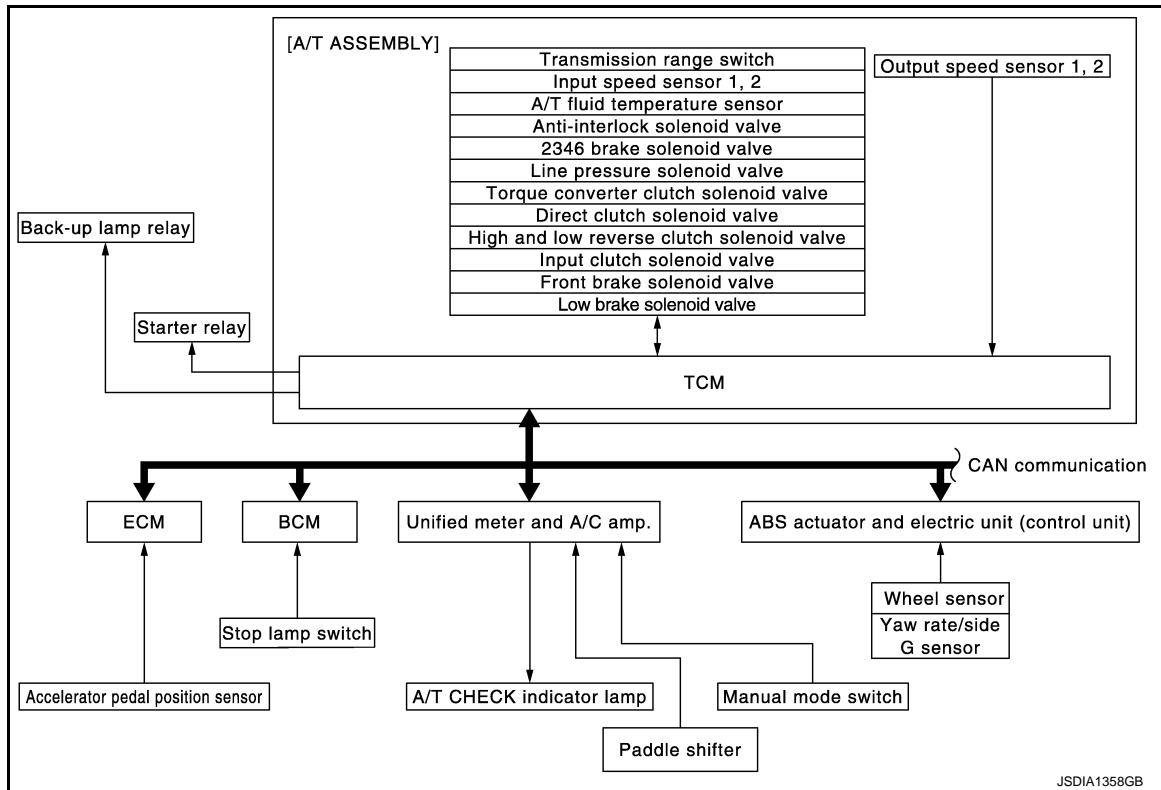 [A/T ASSEMBLY]
Transmission range switch
Input speed sensor 1, 2
A/T fluid temperature sensor
Anti-interlock solenoid valve
2346 brake solenoid valve
Line pressure solenoid valve
Torque converter clutch solenoid valve
Direct clutch solenoid valve
High and low reverse clutch solenoid valve
Input clutch solenoid valve
Front brake solenoid valve
Low brake solenoid valve
Output speed sensor 1, 2
Back-up lamp relay
Starter relay
TCM
CAN communication
ECM
BCM
Unified meter and A/C amp.
ABS actuator and electric unit (control unit)
Wheel sensor
Yaw rate/side
G sensor
Stop lamp switch
Accelerator pedal position sensor
A/T CHECK indicator lamp
Manual mode switch
Paddle shifter
JSDIA1358GB